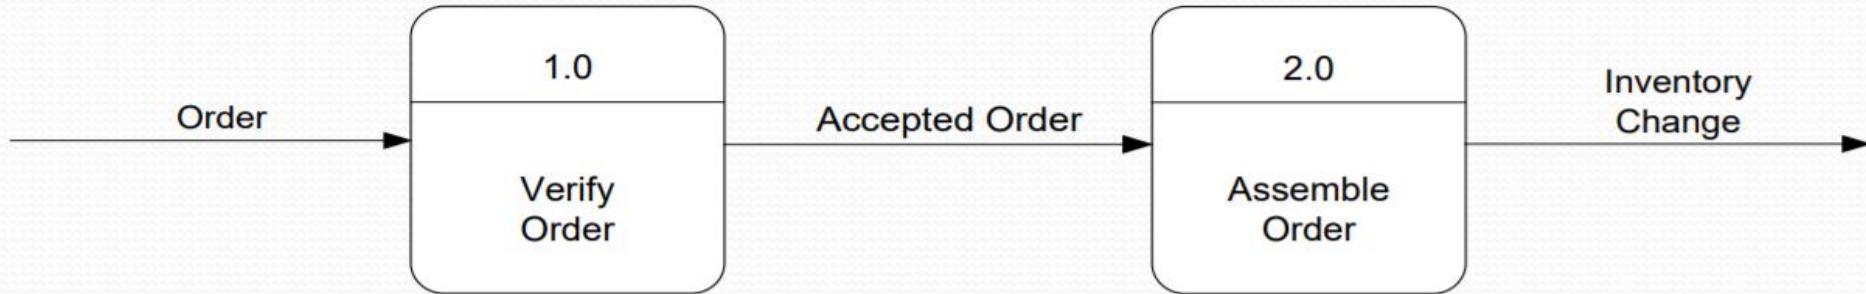 Order
1.0
Verify
Order
Accepted Order
2.0
Assemble
Order
Inventory
Change